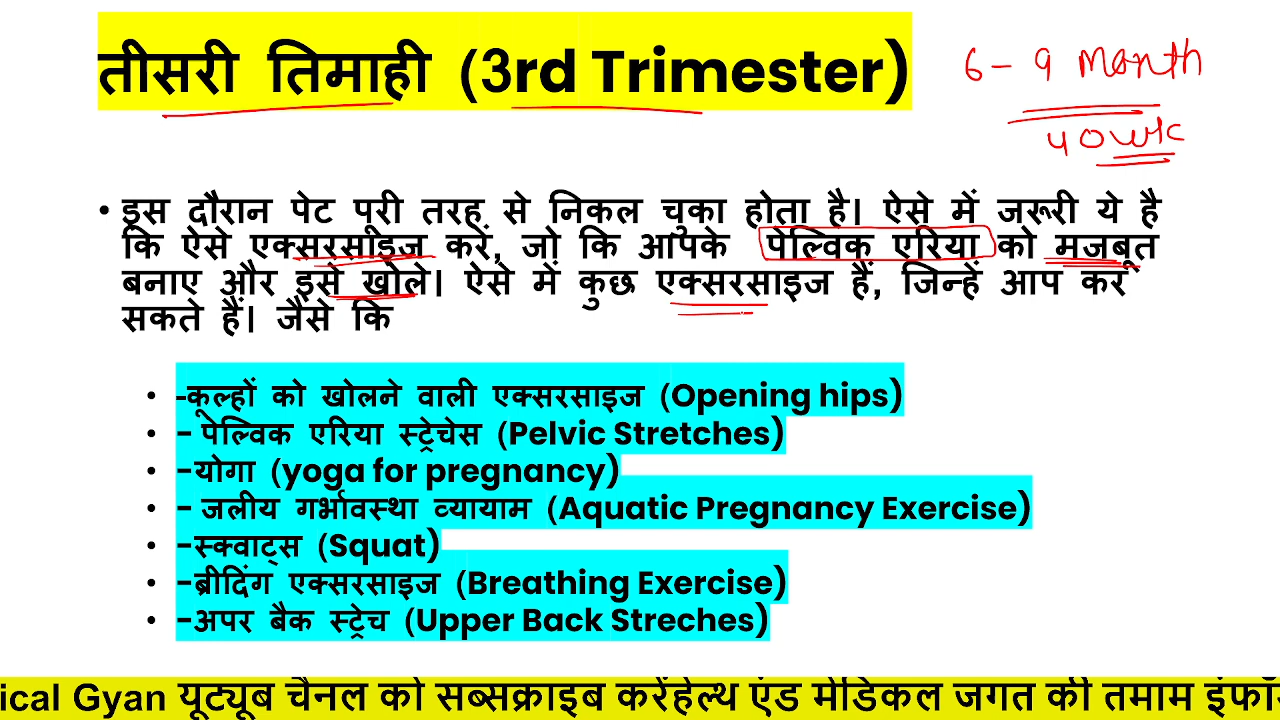 तीसरी तिमाही (3rd Trimester)
6 - 9 month
40 wk
• इस दौरान पेट पूरी तरह से निकल चुका होता है। ऐसे में जरूरी ये है
कि ऐसे एक्सरसाइज करें, जो कि आपके पेल्विक एरिया को मजबूत
बनाए और इसे खोले। ऐसे में कुछ एक्सरसाइज हैं, जिन्हें आप कर
सकते हैं। जैसे कि
• -कूल्हों को खोलने वाली एक्सरसाइज (Opening hips)
• - पेल्विक एरिया स्ट्रेचेस (Pelvic Stretches)
• -योगा (yoga for pregnancy)
• - जलीय गर्भावस्था व्यायाम (Aquatic Pregnancy Exercise)
• -स्क्वाट्स (Squat)
• -ब्रीदिंग एक्सरसाइज (Breathing Exercise)
• -अपर बैक स्ट्रेच (Upper Back Streches)
ical Gyan यूट्यूब चैनल को सब्सक्राइब करेंहेल्थ एंड मेडिकल जगत की तमाम इंफॉ